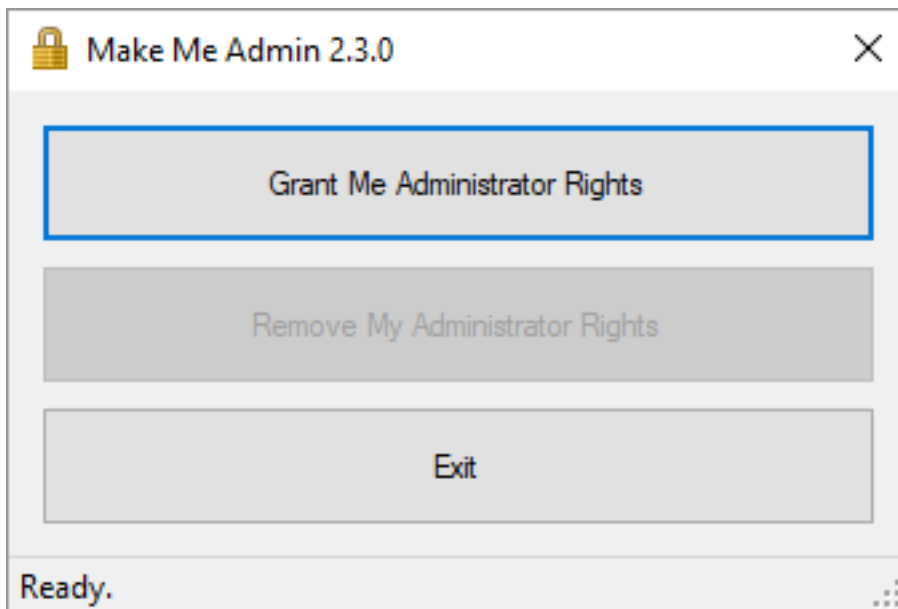 Make Me Admin 2.3.0
Grant Me Administrator Rights
Remove My Administrator Rights
Exit
Ready.